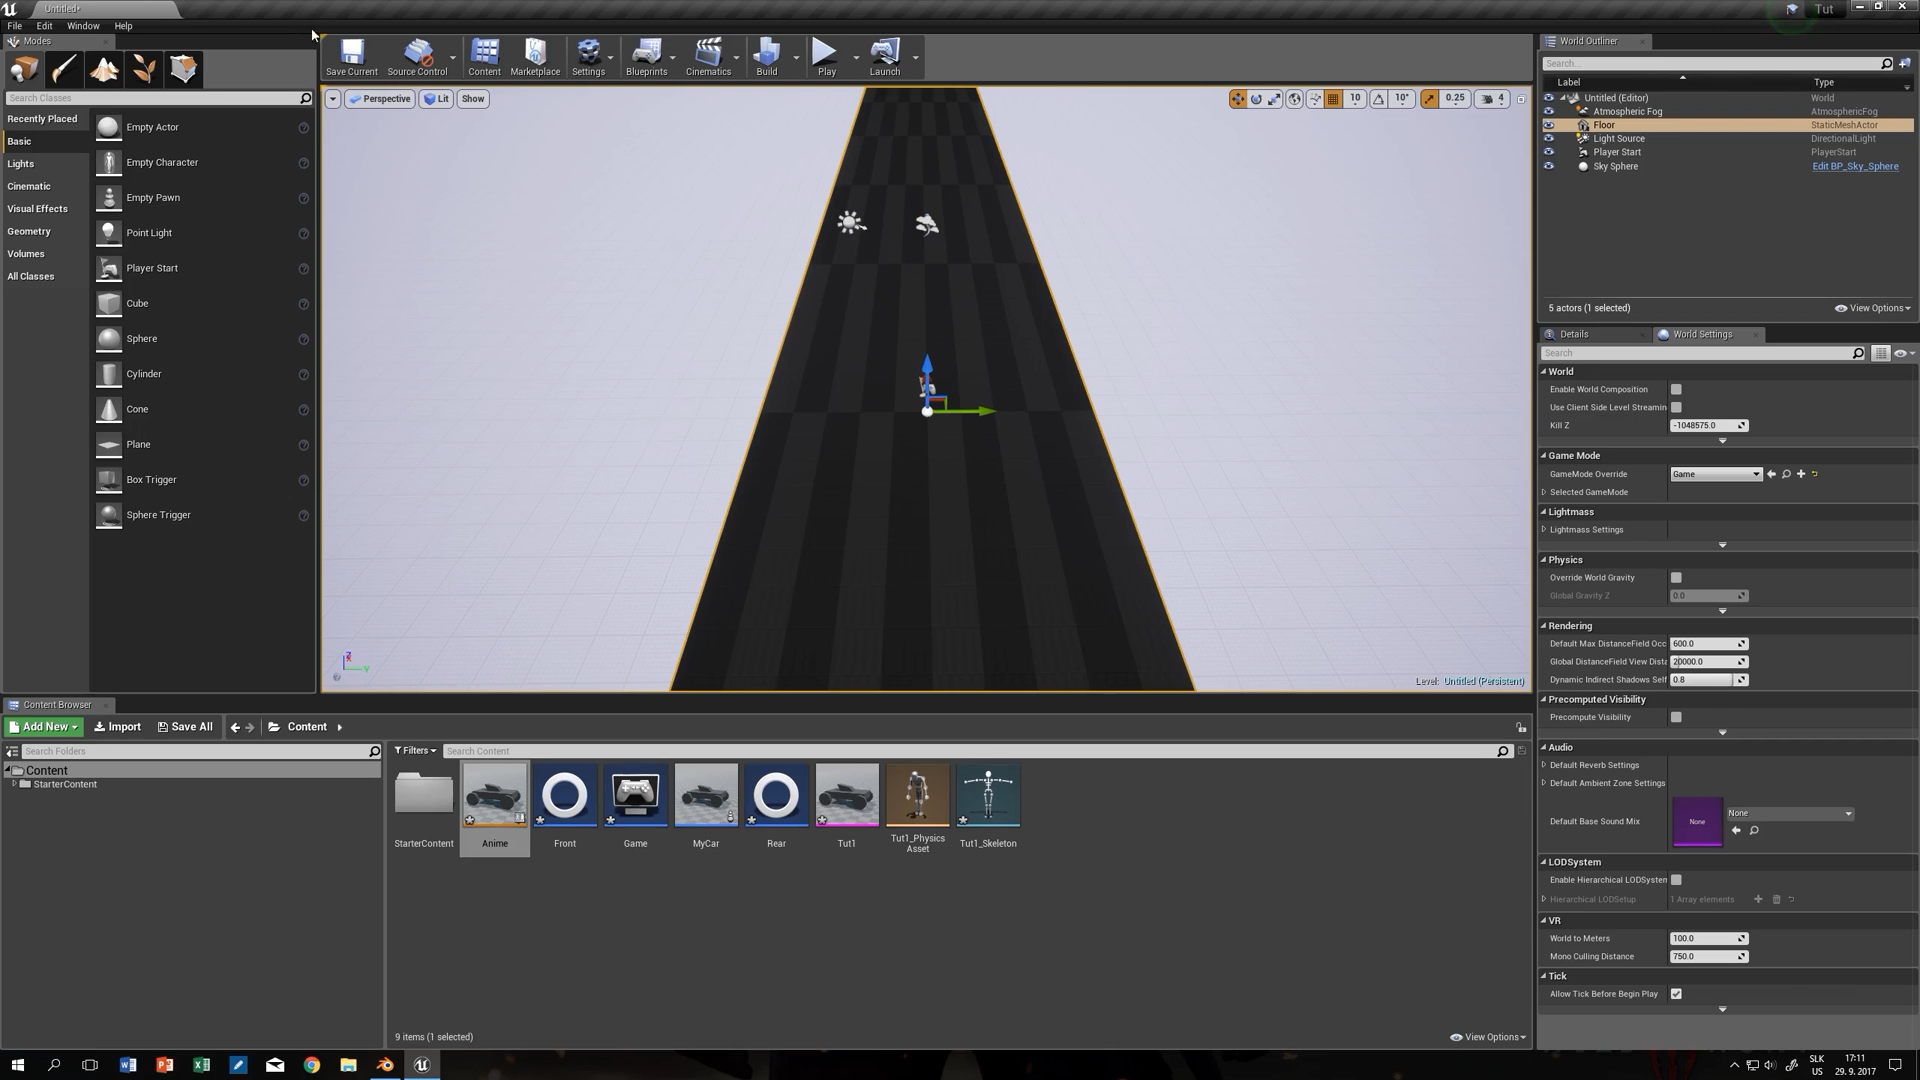 Untitled*
Tut
File Edit Window Help
Modes
Search Classes
Recently Placed
Basic
Lights
Cinematic
Visual Effects
Geometry
Volumes
All Classes
Empty Actor
Empty Character
Empty Pawn
Point Light
Player Start
Cube
Sphere
Cylinder
Cone
Plane
Box Trigger
Sphere Trigger
Save Current
Source Control
Content
Marketplace
Settings
Blueprints
Cinematics
Build
Play
Launch
Perspective Lit Show
10 10° 0.25 4
Level: Untitled (Persistent)
World Outliner
Search...
Label Type
Untitled (Editor) World
Atmospheric Fog AtmosphericFog
Floor StaticMeshActor
Light Source DirectionalLight
Player Start PlayerStart
Sky Sphere Edit BP_Sky_Sphere
5 actors (1 selected) View Options
Details World Settings
Search
World
Enable World Composition
Use Client Side Level Streamin
Kill Z -1048575.0
Game Mode
GameMode Override Game
Selected GameMode
Lightmass
Lightmass Settings
Physics
Override World Gravity
Global Gravity Z 0.0
Rendering
Default Max DistanceField Occ 600.0
Global DistanceField View Dista 20000.0
Dynamic Indirect Shadows Self 0.8
Precomputed Visibility
Precompute Visibility
Audio
Default Reverb Settings
Default Ambient Zone Settings
Default Base Sound Mix None None
LODSystem
Enable Hierarchical LODSystem
Hierarchical LODSetup 1 Array elements
VR
World to Meters 100.0
Mono Culling Distance 750.0
Tick
Allow Tick Before Begin Play
Content Browser
Add New Import Save All Content
Search Folders
Content
StarterContent
Filters Search Content
StarterContent
Anime
Front
Game
MyCar
Rear
Tut1
Tut1_Physics
Asset
Tut1_Skeleton
9 items (1 selected) View Options
SLK
US
17:11
29. 9. 2017